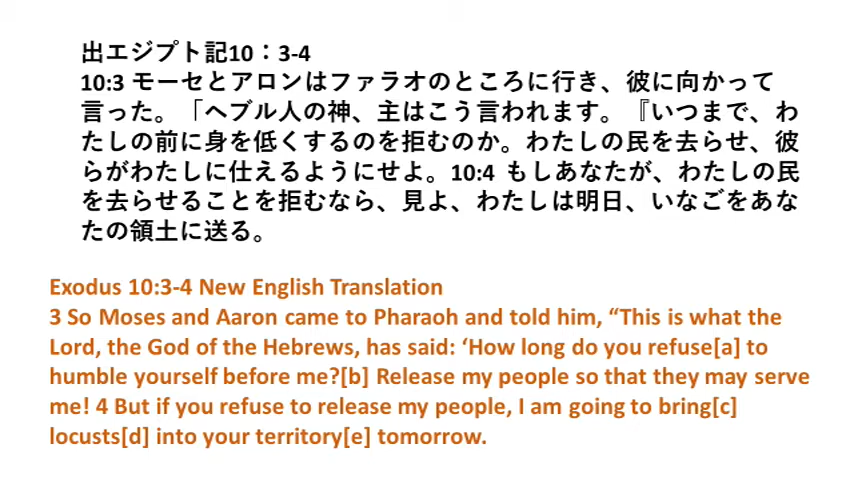 出エジプト記10：3-4
10:3 モーセとアロンはファラオのところに行き、彼に向かって
言った。「ヘブル人の神、主はこう言われます。『いつまで、わ
たしの前に身を低くするのを拒むのか。わたしの民を去らせ、彼
らがわたしに仕えるようにせよ。10:4 もしあなたが、わたしの民
を去らせることを拒むなら、見よ、わたしは明日、いなごをあな
たの領土に送る。
Exodus 10:3-4 New English Translation
3 So Moses and Aaron came to Pharaoh and told him, “This is what the
Lord, the God of the Hebrews, has said: ‘How long do you refuse[a] to
humble yourself before me?[b] Release my people so that they may serve
me! 4 But if you refuse to release my people, I am going to bring[c]
locusts[d] into your territory[e] tomorrow.